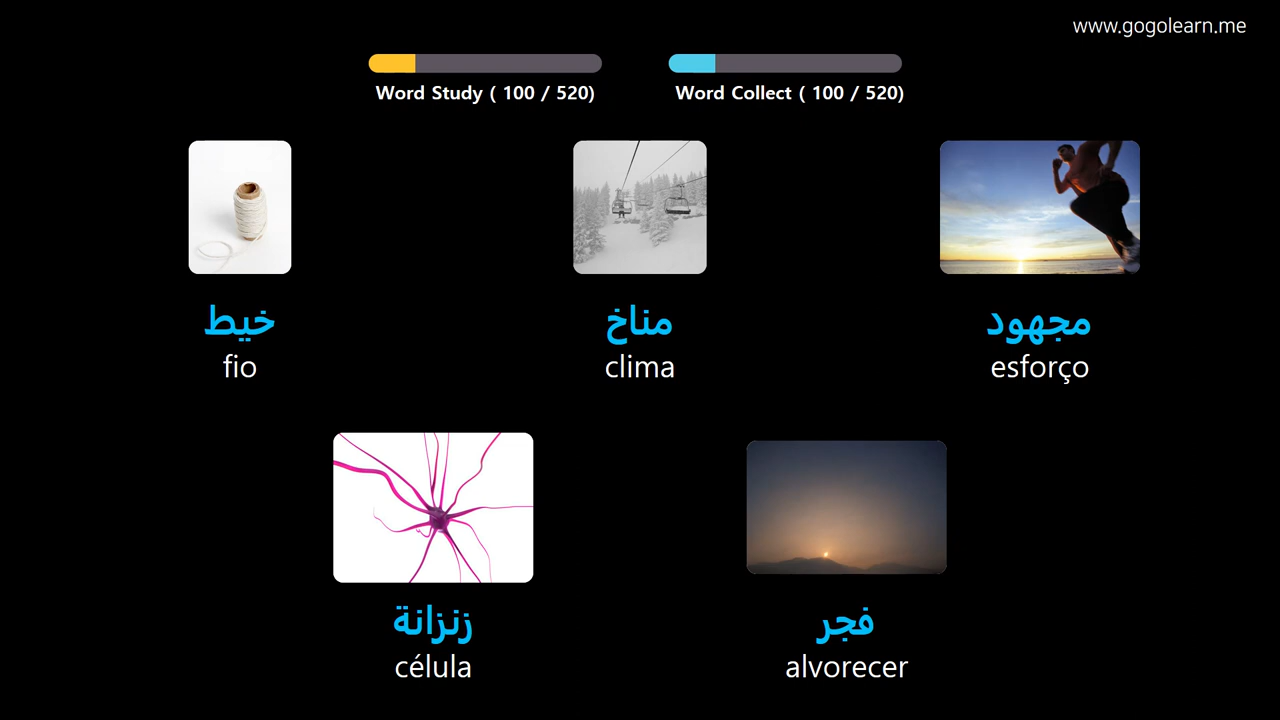 www.gogolearn.me
Word Study ( 100 / 520)
Word Collect ( 100 / 520)
خيط
fio
مناخ
clima
مجهود
esforço
زنزانة
célula
فجر
alvorecer